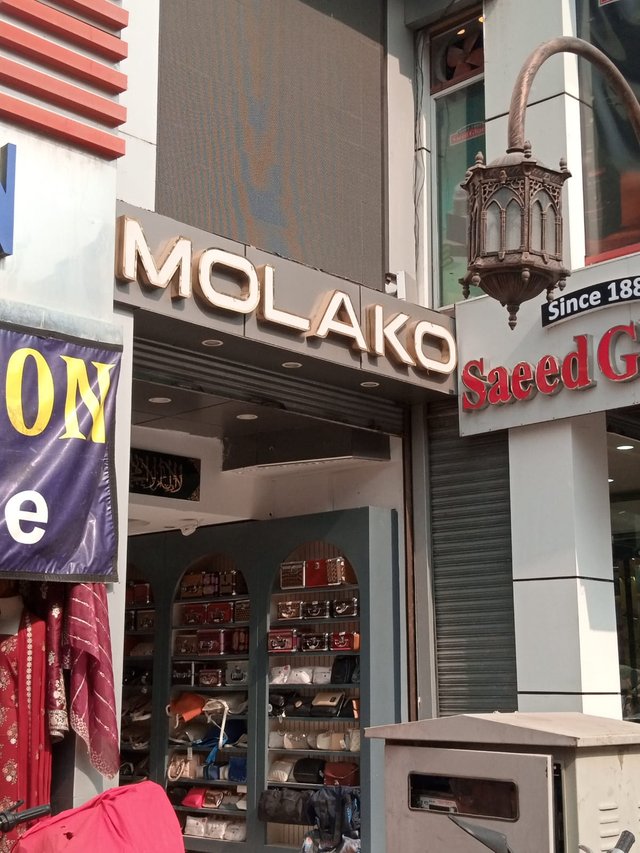 MOLAKO
Since 188
Saeed G
N
ON
e